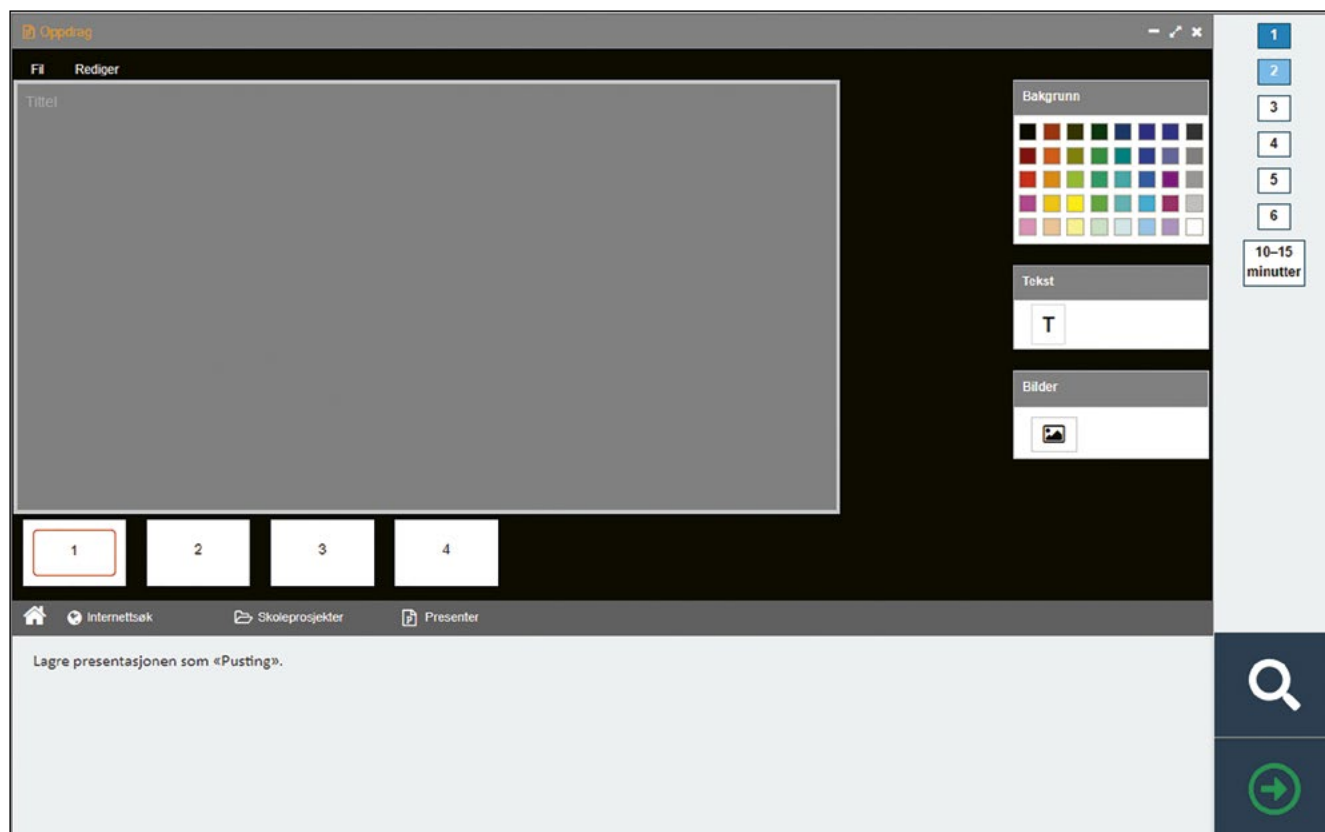 Oppdrag
Fil Rediger
Tittel
Bakgrunn
Tekst
T
Bilder
1 2 3 4
Internettsøk Skoleprosjekter Presenter
Lagre presentasjonen som «Pusting».
1
2
3
4
5
6
10–15
minutter